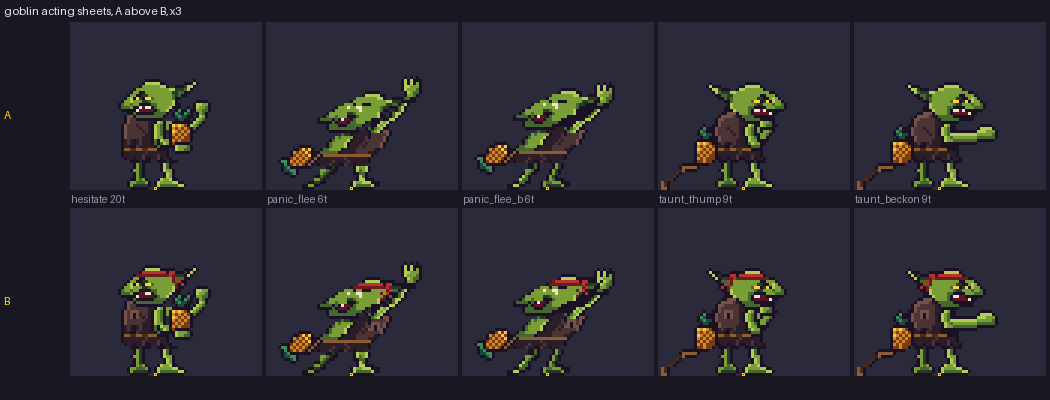 goblin acting sheets, A above B, x3
A
hesitate 20t
panic_flee 6t
panic_flee_b 6t
taunt_thump 9t
taunt_beckon 9t
B